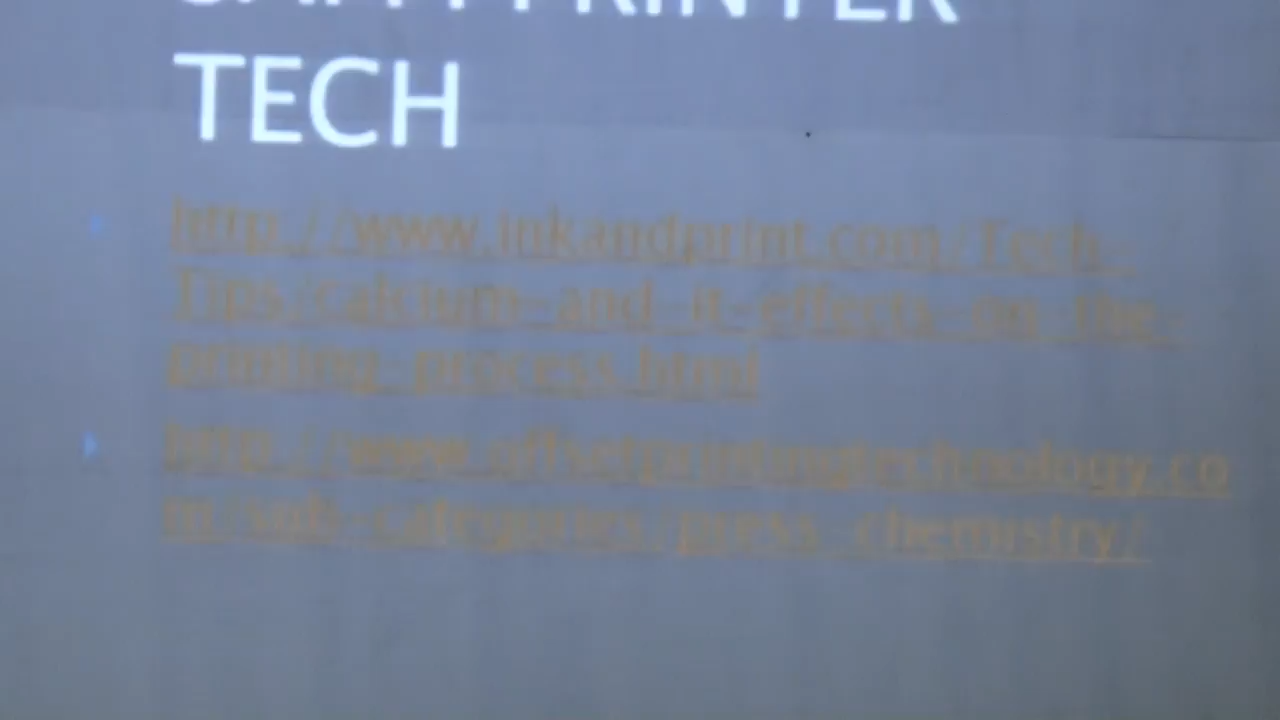 PRINTER
TECH
http://www.inkandprint.com/Tech-
Tips/calcium-and-it-effects-on-the-
printing-process.html
http://www.offsetprintingtechnology.co
m/sub-categories/press-chemistry/